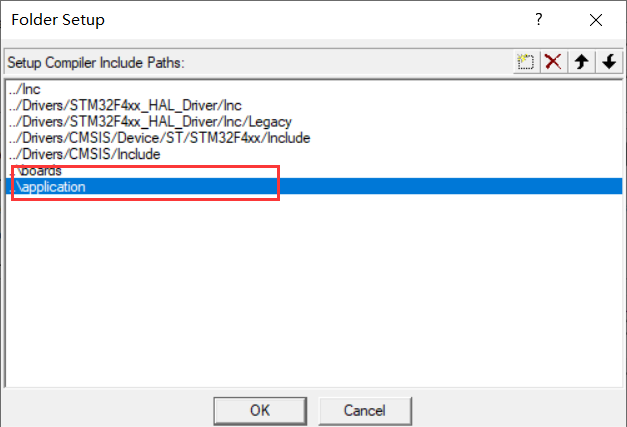 Folder Setup
Setup Compiler Include Paths:
../Inc
../Drivers/STM32F4xx_HAL_Driver/Inc
../Drivers/STM32F4xx_HAL_Driver/Inc/Legacy
../Drivers/CMSIS/Device/ST/STM32F4xx/Include
../Drivers/CMSIS/Include
..\boards
..\application
OK Cancel